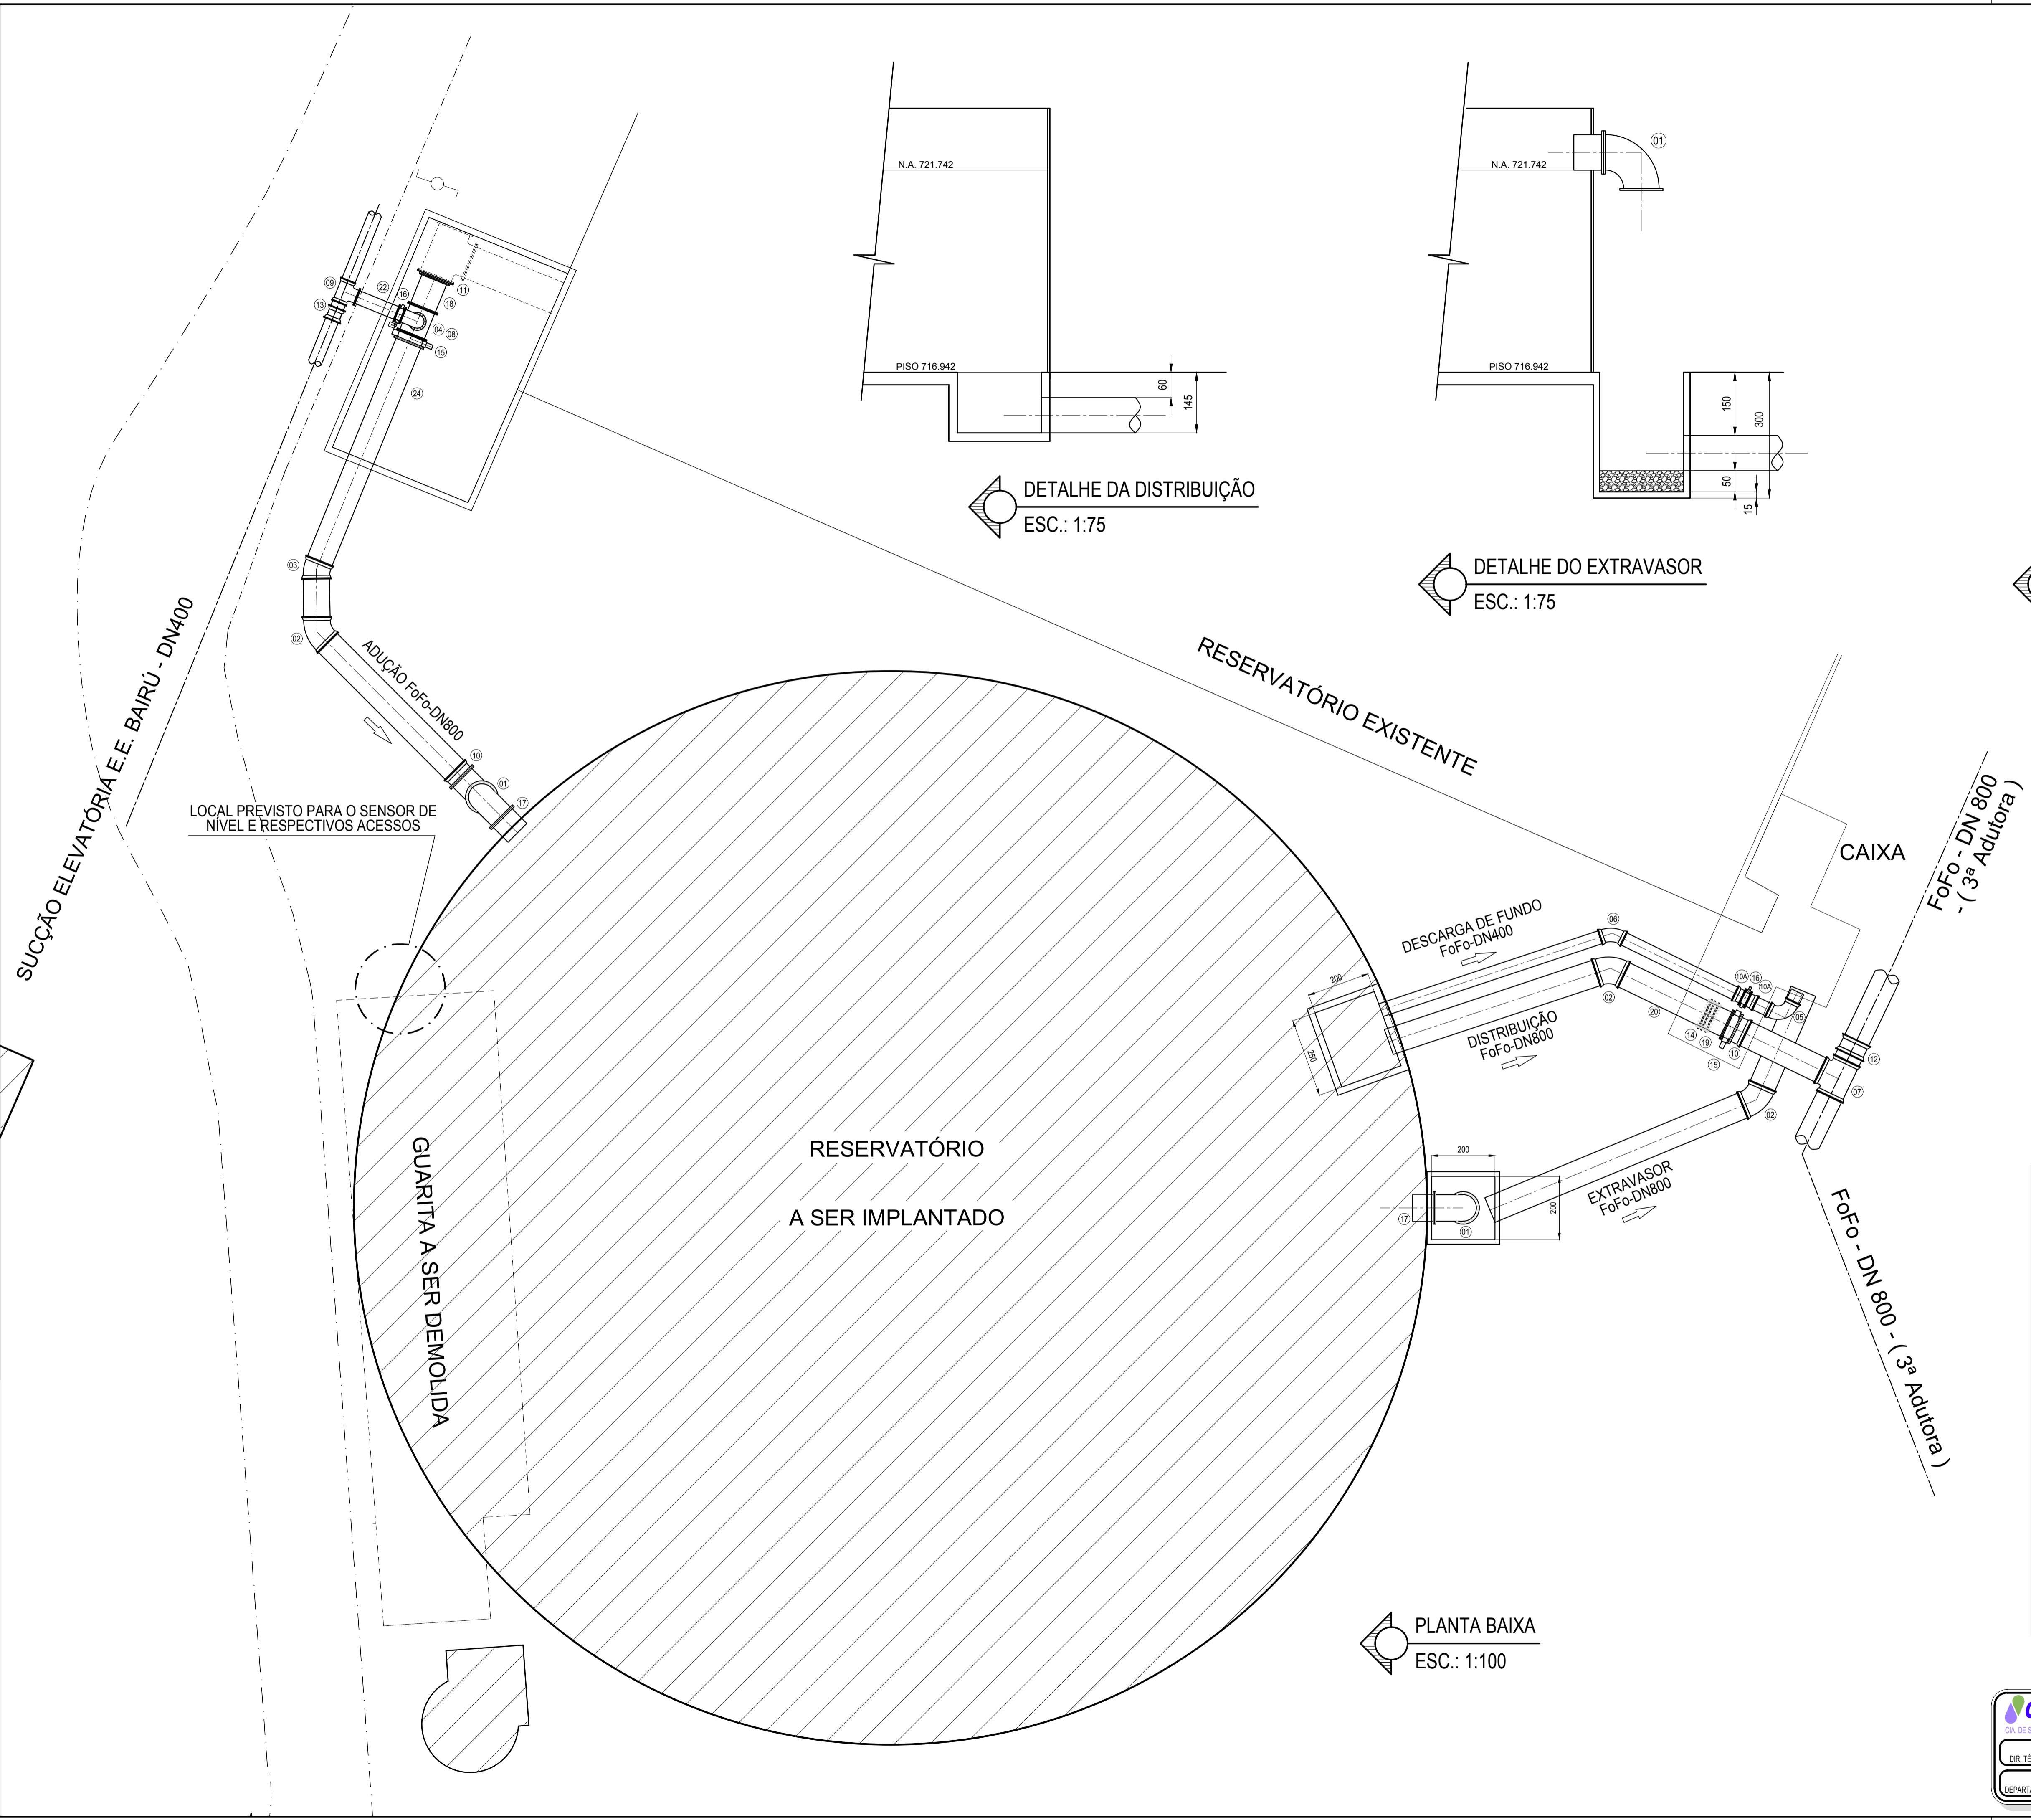 N.A. 721.742
PISO 716.942
60
145
DETALHE DA DISTRIBUIÇÃO
ESC.: 1:75
01
N.A. 721.742
PISO 716.942
150
300
50
15
DETALHE DO EXTRAVASOR
ESC.: 1:75
09
13
22
16
11
18
04
08
15
24
03
02
SUCÇÃO ELEVATÓRIA E.E. BAIRÚ - DN400
ADUÇÃO FoFo-DN800
10
01
17
LOCAL PREVISTO PARA O SENSOR DE
NÍVEL E RESPECTIVOS ACESSOS
RESERVATÓRIO EXISTENTE
CAIXA
FoFo - DN 800
- ( 3ª Adutora )
DESCARGA DE FUNDO
FoFo-DN400
06
200
250
02
20
DISTRIBUIÇÃO
FoFo-DN800
10A
16
10A
05
14
19
10
15
12
07
02
GUARITA A SER DEMOLIDA
RESERVATÓRIO
A SER IMPLANTADO
200
200
17
01
EXTRAVASOR
FoFo-DN800
FoFo - DN 800 - ( 3ª Adutora )
PLANTA BAIXA
ESC.: 1:100
CIA. DE S
DIR. TÉ
DEPARTA